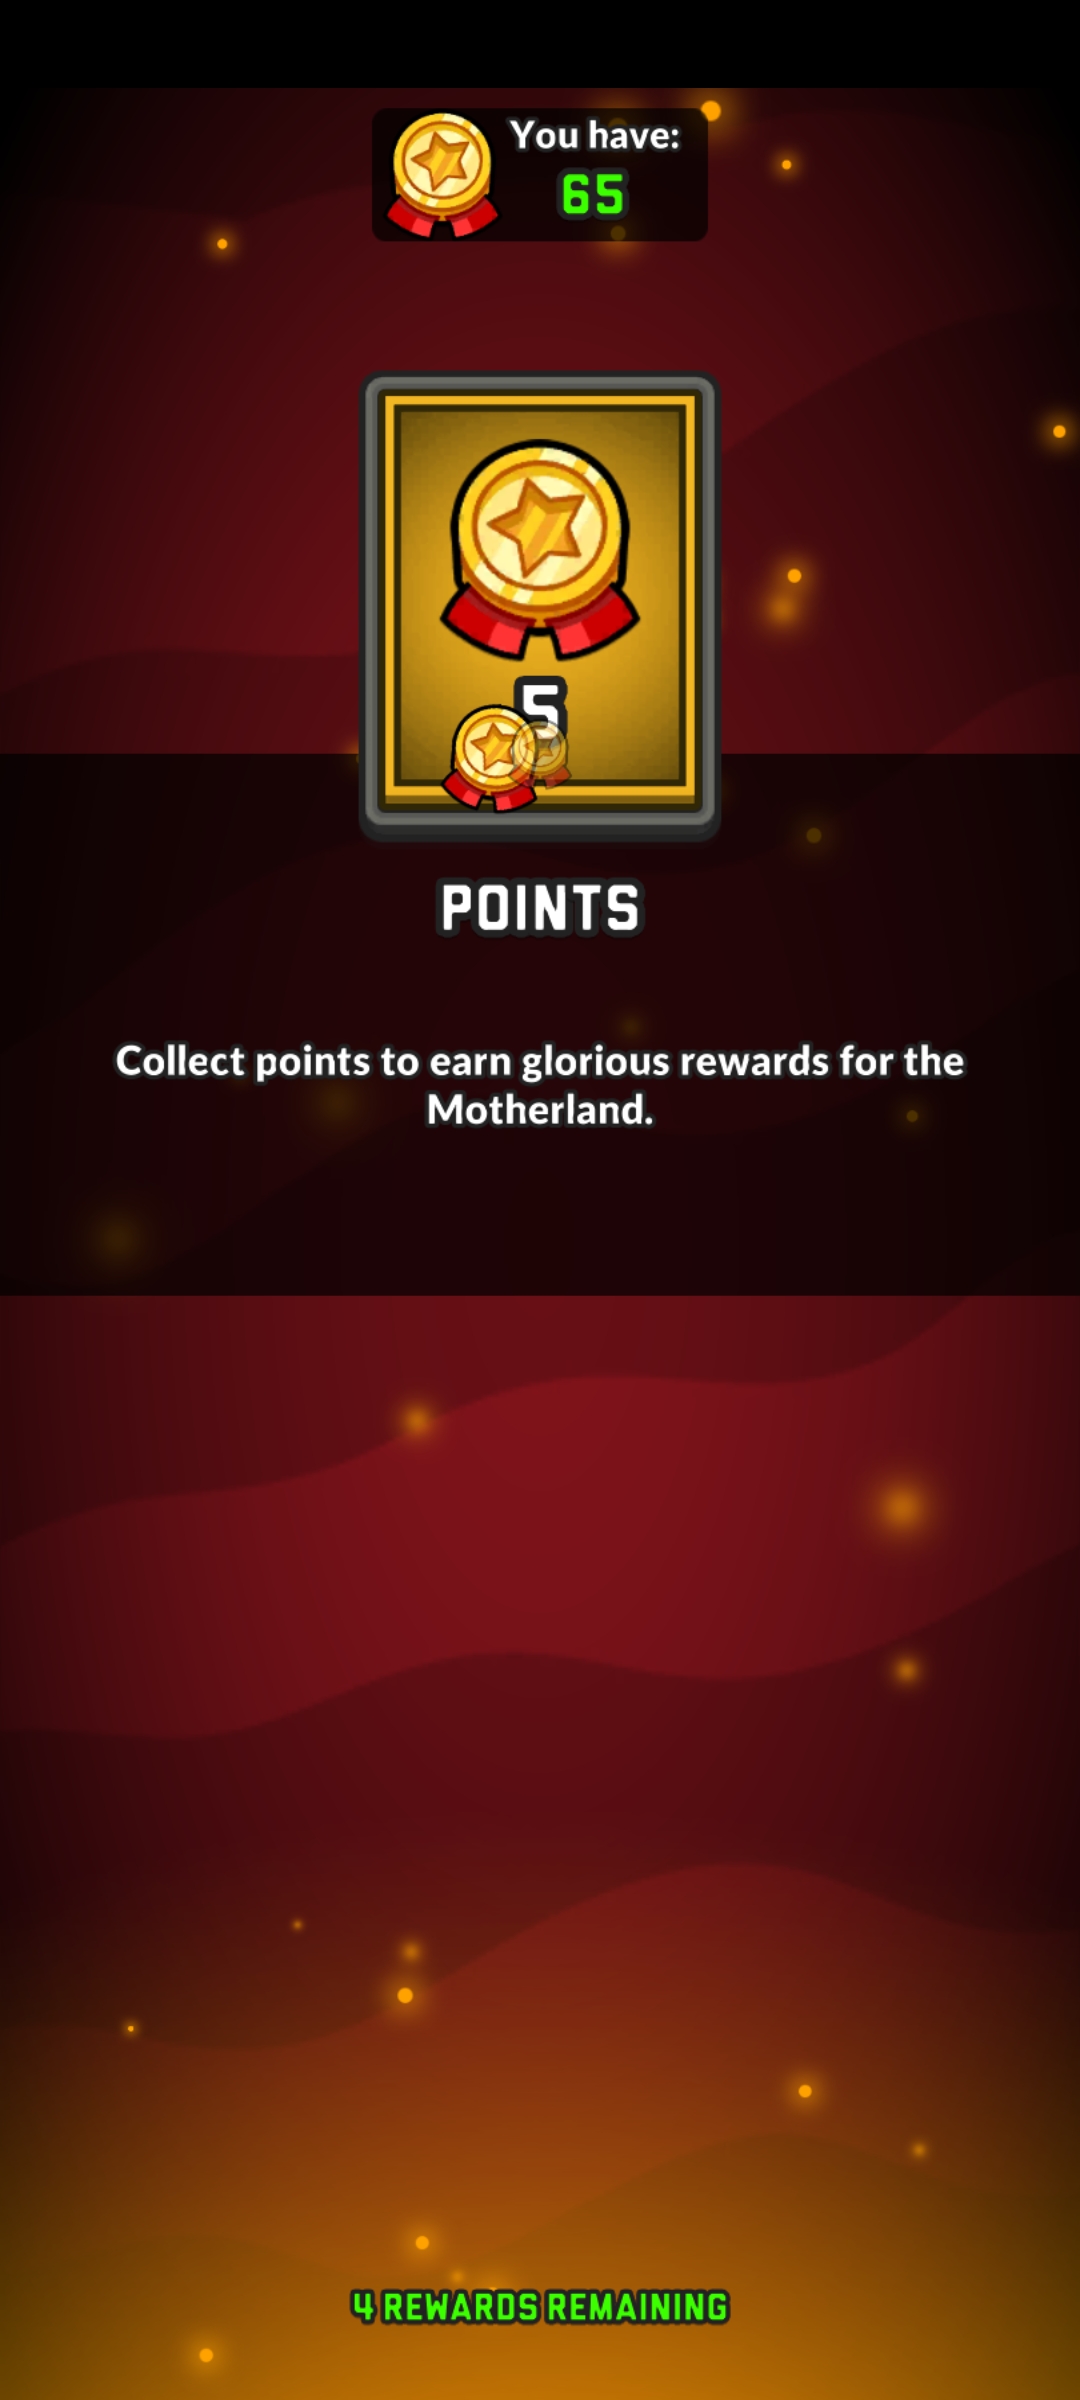 You have:
65
5
POINTS
Collect points to earn glorious rewards for the
Motherland.
4 REWARDS REMAINING